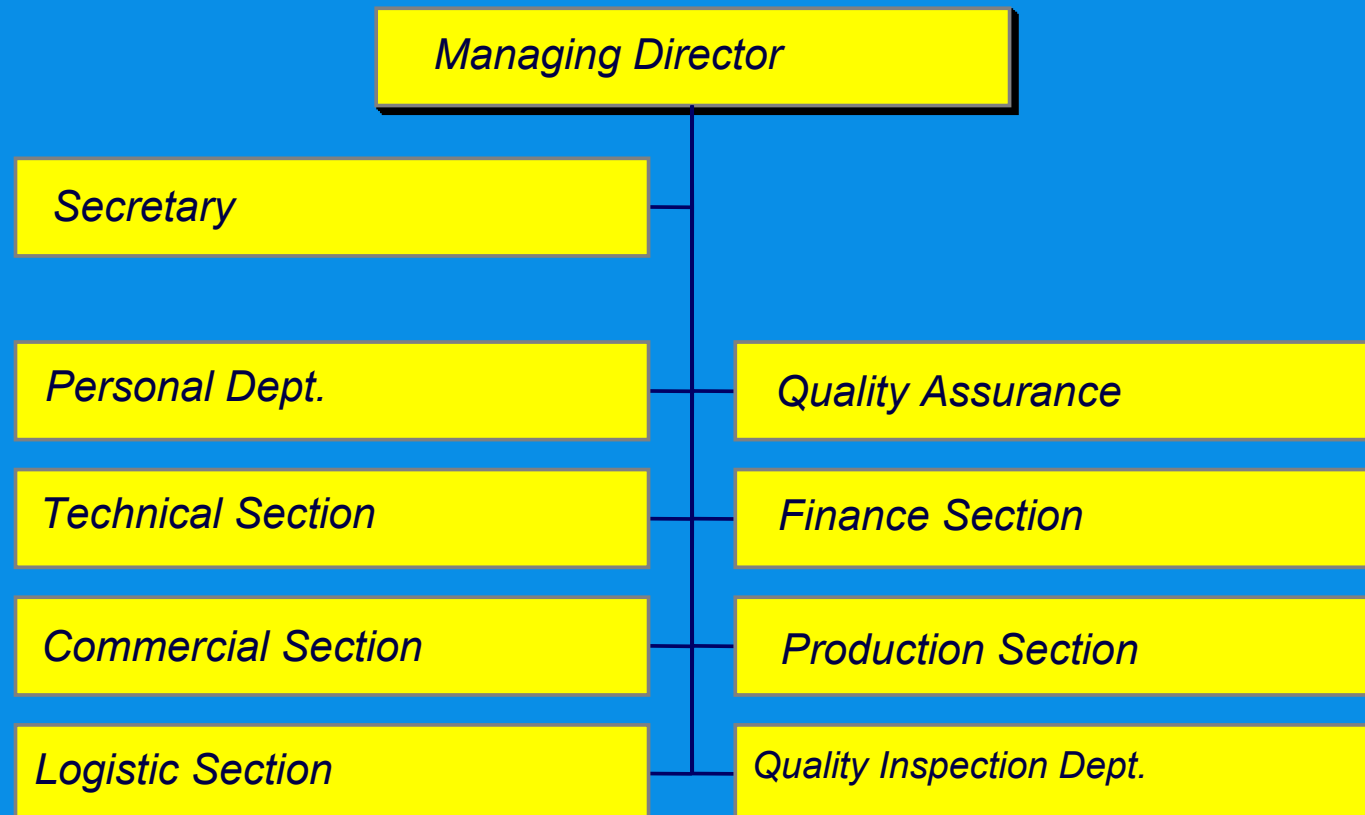 Managing Director
Secretary
Personal Dept.
Quality Assurance
Technical Section
Finance Section
Commercial Section
Production Section
Logistic Section
Quality Inspection Dept.